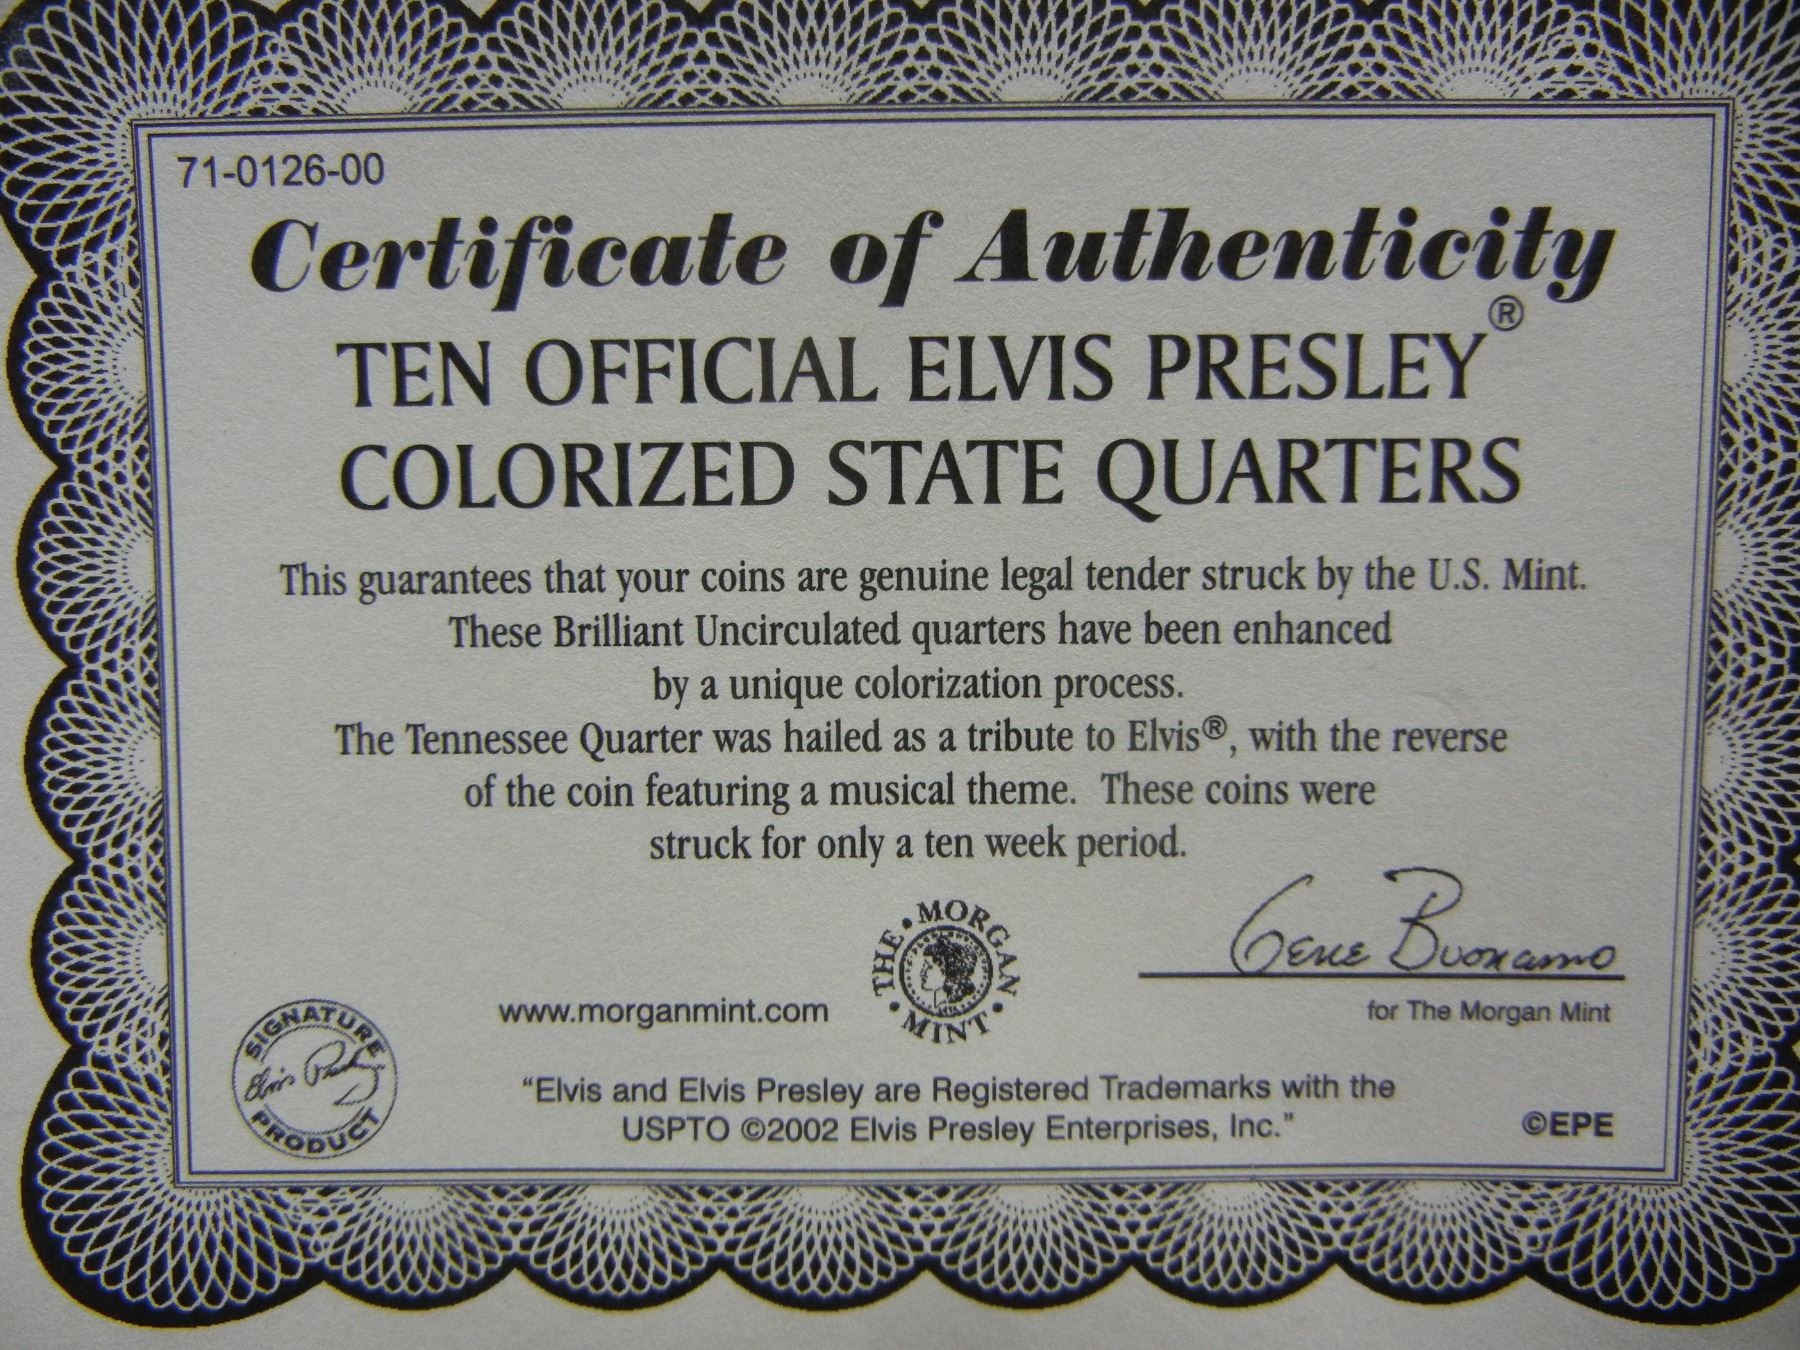 71-0126-00
Certificate of Authenticity
TEN OFFICIAL ELVIS PRESLEY®
COLORIZED STATE QUARTERS
This guarantees that your coins are genuine legal tender struck by the U.S. Mint.
These Brilliant Uncirculated quarters have been enhanced
by a unique colorization process.
The Tennessee Quarter was hailed as a tribute to Elvis®, with the reverse
of the coin featuring a musical theme. These coins were
struck for only a ten week period.
THE • MORGAN • MINT •
Gene Buonamo
www.morganmint.com
for The Morgan Mint
SIGNATURE
Elvis Presley
PRODUCT
“Elvis and Elvis Presley are Registered Trademarks with the
USPTO ©2002 Elvis Presley Enterprises, Inc.”
©EPE